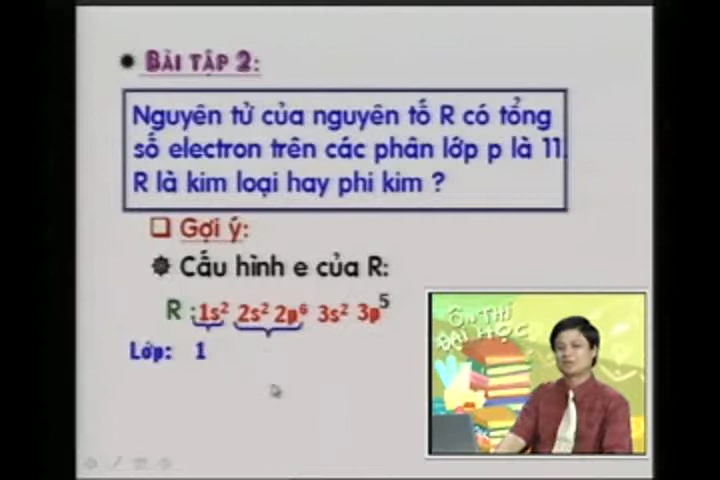 BÀI TẬP 2:
Nguyên tử của nguyên tố R có tổng
số electron trên các phân lớp p là 11.
R là kim loại hay phi kim ?
Gợi ý:
Cấu hình e của R:
R : 1s² 2s² 2p⁶ 3s² 3p⁵
Lớp: 1
ÔN THI
ĐẠI HỌC